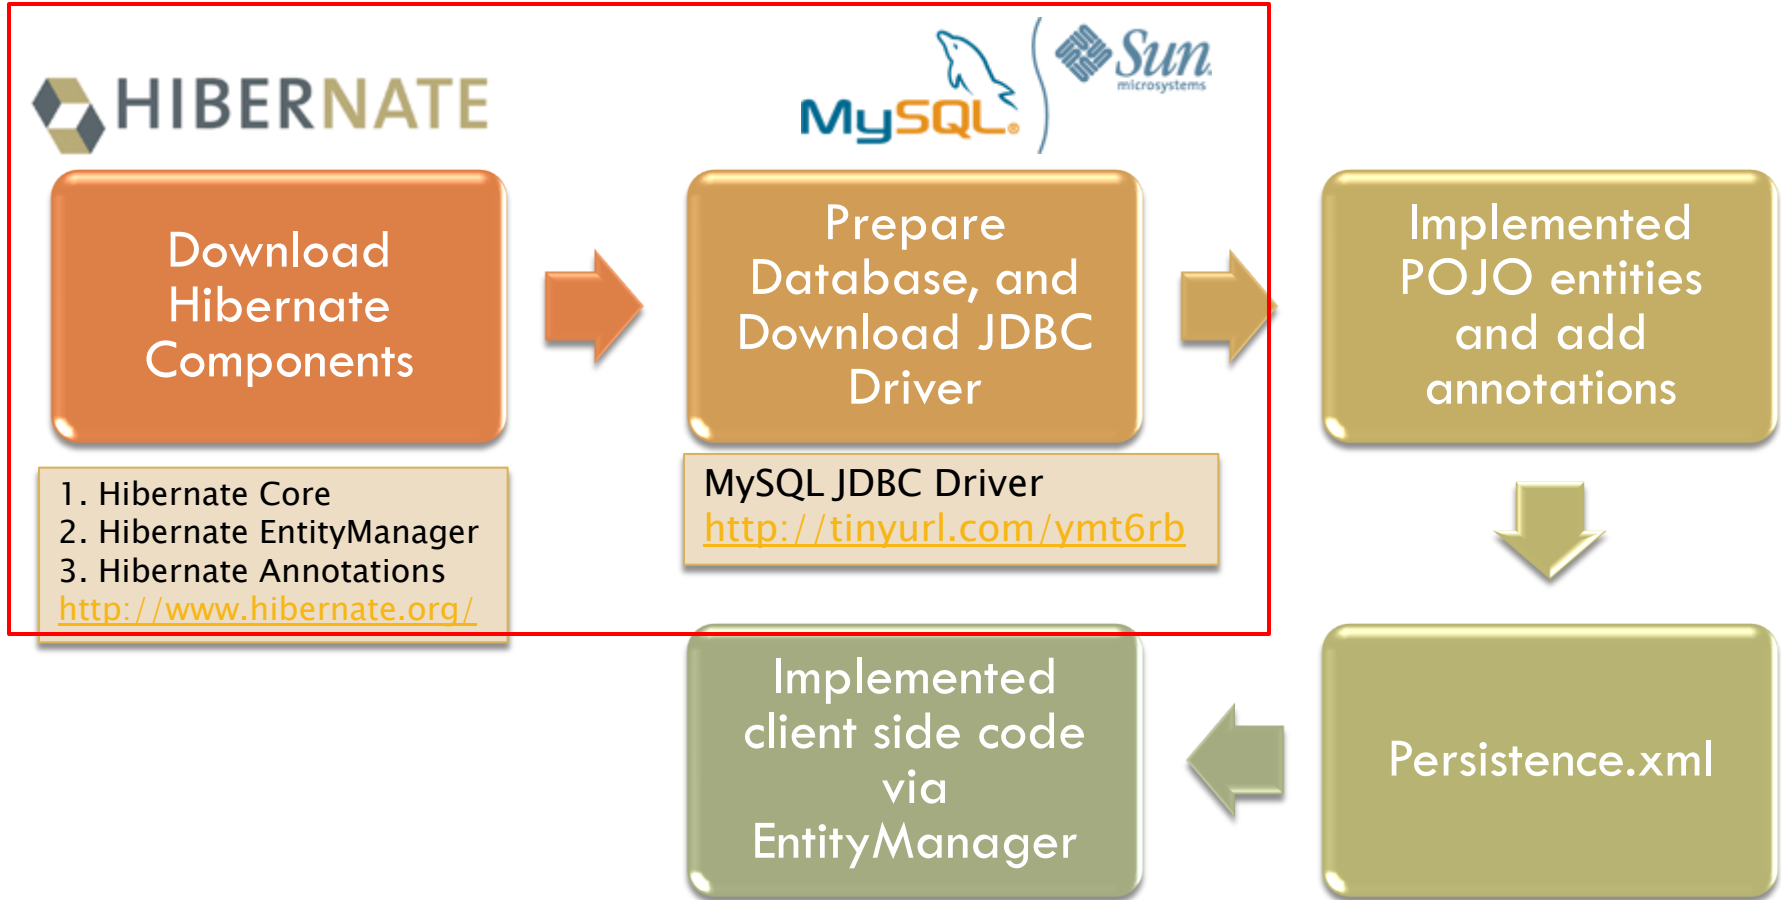 HIBERNATE
MySQL®
Sun
microsystems
Download
Hibernate
Components
Prepare
Database, and
Download JDBC
Driver
Implemented
POJO entities
and add
annotations
1. Hibernate Core
2. Hibernate EntityManager
3. Hibernate Annotations
http://www.hibernate.org/
MySQL JDBC Driver
http://tinyurl.com/ymt6rb
Persistence.xml
Implemented
client side code
via
EntityManager